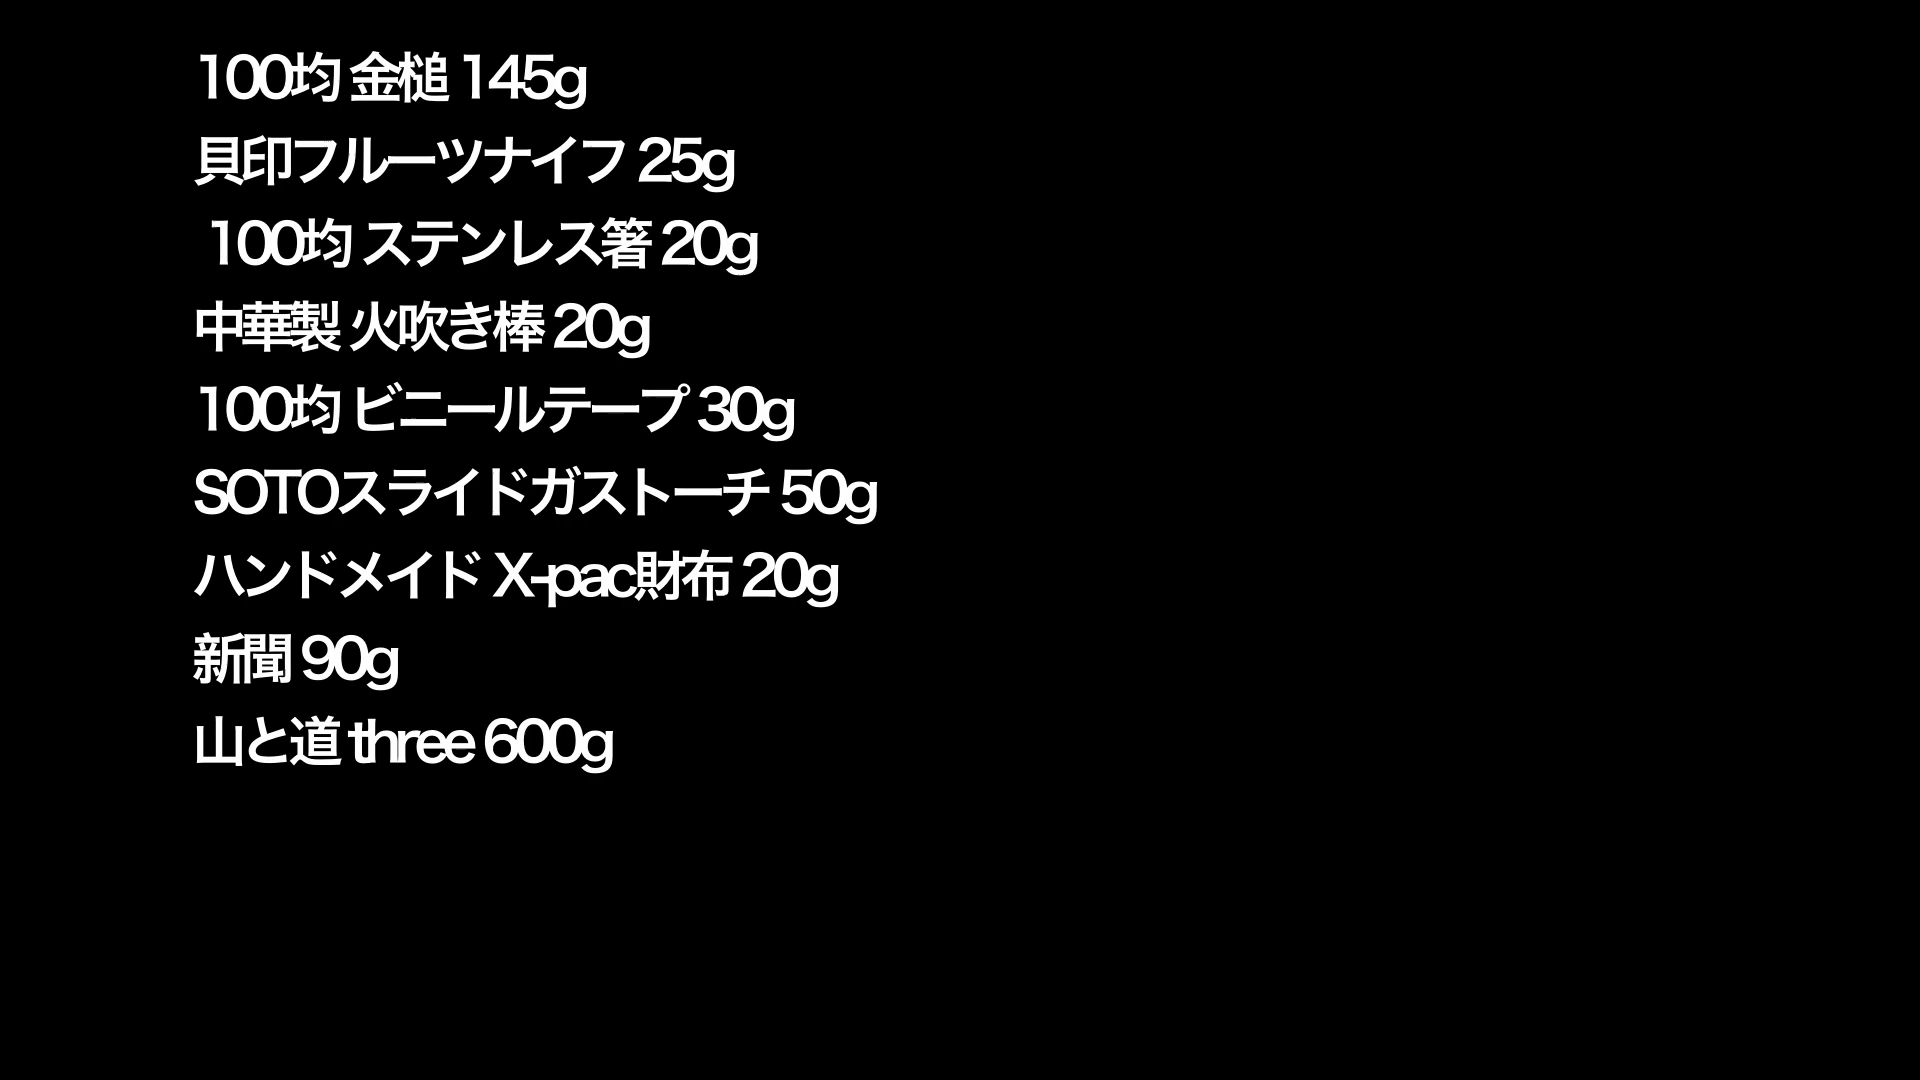 100均 金槌 145g
貝印フルーツナイフ 25g
100均 ステンレス箸 20g
中華製 火吹き棒 20g
100均 ビニールテープ 30g
SOTOスライドガストーチ 50g
ハンドメイド X-pac財布 20g
新聞 90g
山と道 three 600g